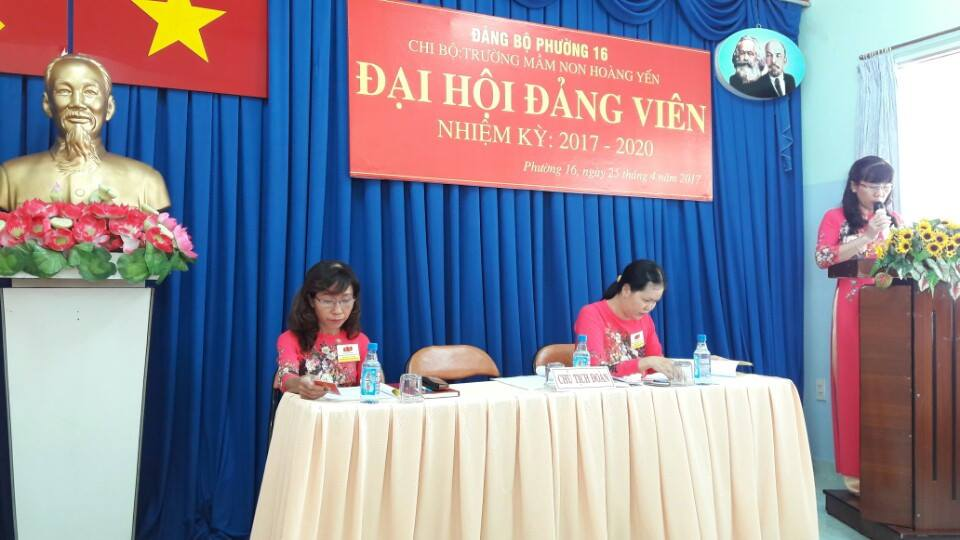 ĐẢNG BỘ PHƯỜNG 16
CHI BỘ:TRƯỜNG MẦM NON HOÀNG YẾN
ĐẠI HỘI ĐẢNG VIÊN
NHIỆM KỲ: 2017 - 2020
Phường 16, ngày 25 tháng 4 năm 2017
CHỦ TỊCH ĐOÀN